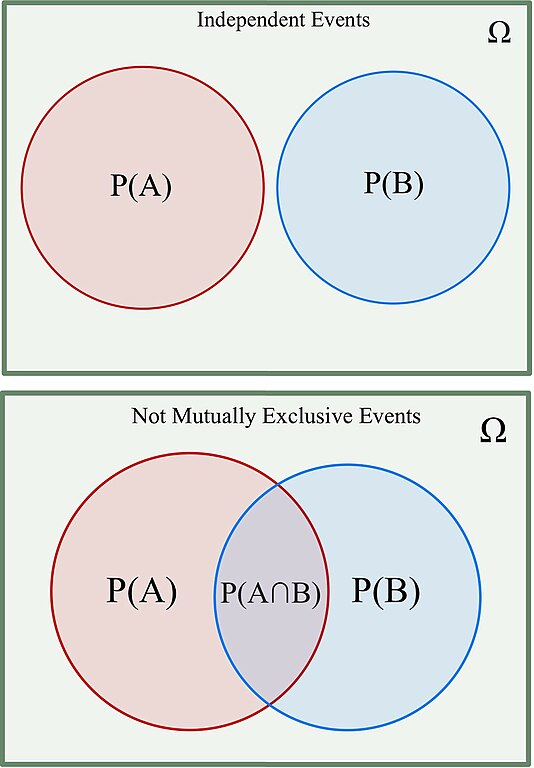 Independent Events
Ω
P(A)
P(B)
Not Mutually Exclusive Events
Ω
P(A)
P(A∩B)
P(B)